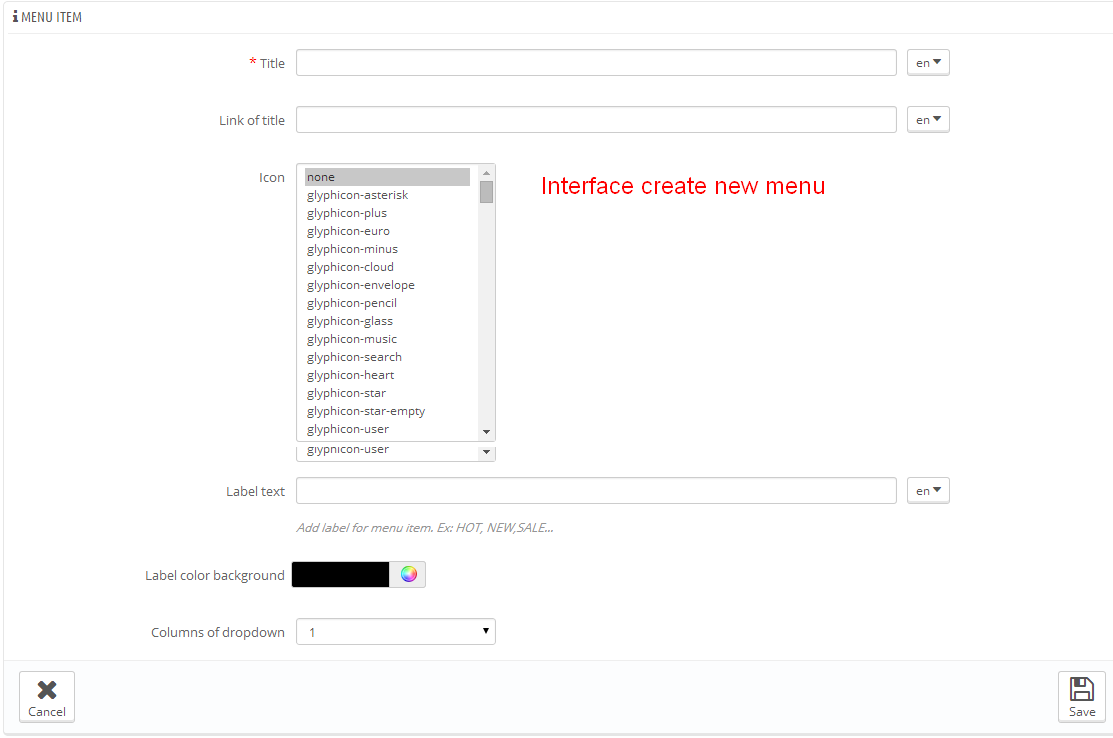 MENU ITEM
* Title en
Link of title en
Icon none
Interface create new menu
glyphicon-asterisk
glyphicon-plus
glyphicon-euro
glyphicon-minus
glyphicon-cloud
glyphicon-envelope
glyphicon-pencil
glyphicon-glass
glyphicon-music
glyphicon-search
glyphicon-heart
glyphicon-star
glyphicon-star-empty
glyphicon-user
glyphicon-user
Label text en
Add label for menu item. Ex: HOT, NEW,SALE...
Label color background
Columns of dropdown 1
Cancel Save